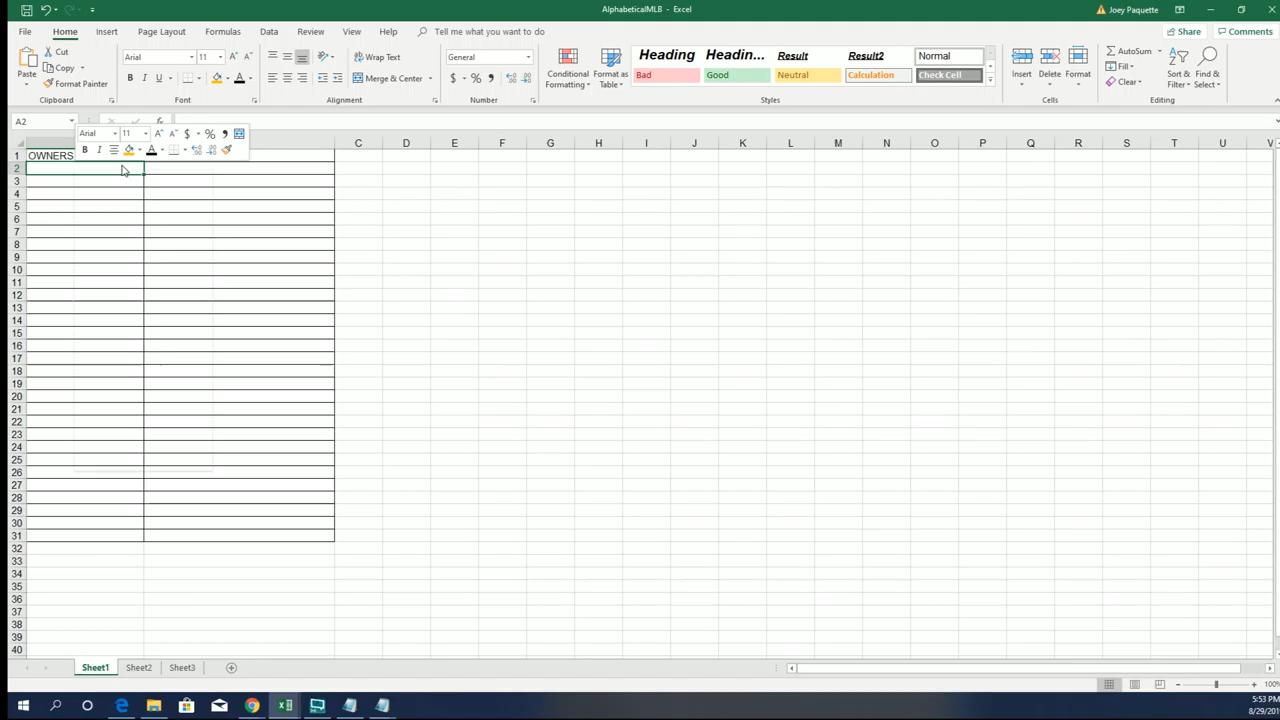 AlphabeticalMLB - Excel
Joey Paquette
File Home Insert Page Layout Formulas Data Review View Help Tell me what you want to do
Share Comments
Cut
Copy
Format Painter
Paste
Clipboard
Arial 11
Font
Wrap Text
Merge & Center
Alignment
General
Number
Conditional Formatting
Format as Table
Heading Headin... Result Result2 Normal
Bad Good Neutral Calculation Check Cell
Styles
Insert Delete Format
Cells
AutoSum
Fill
Clear
Sort & Filter
Find & Select
Editing
A2
Arial 11
C D E F G H I J K L M N O P Q R S T U V
1 OWNERS
2
3
4
5
6
7
8
9
10
11
12
13
14
15
16
17
18
19
20
21
22
23
24
25
26
27
28
29
30
31
32
33
34
35
36
37
38
39
40
Sheet1 Sheet2 Sheet3
100%
5:53 PM